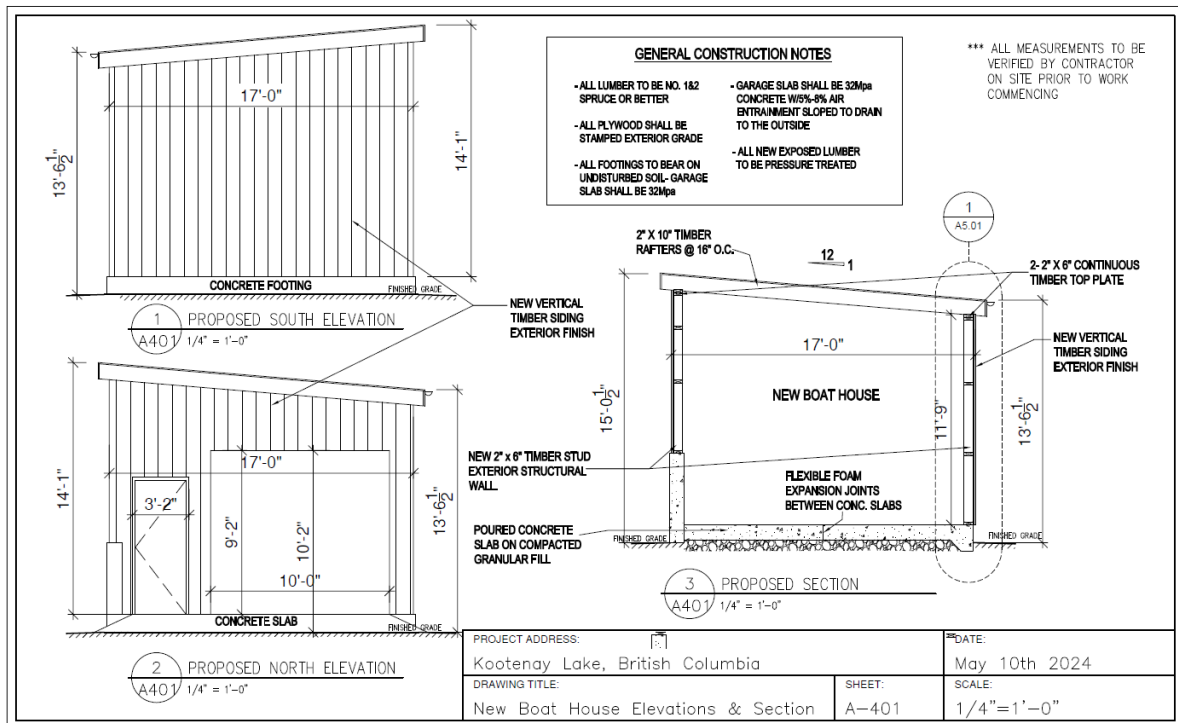 17'-0"
13'-6 1/2"
14'-1"
CONCRETE FOOTING
FINISHED GRADE
1
A401
PROPOSED SOUTH ELEVATION
1/4" = 1'-0"
NEW VERTICAL
TIMBER SIDING
EXTERIOR FINISH
GENERAL CONSTRUCTION NOTES
- ALL LUMBER TO BE NO. 1&2
SPRUCE OR BETTER
- ALL PLYWOOD SHALL BE
STAMPED EXTERIOR GRADE
- ALL FOOTINGS TO BEAR ON
UNDISTURBED SOIL- GARAGE
SLAB SHALL BE 32Mpa
- GARAGE SLAB SHALL BE 32Mpa
CONCRETE W/5%-8% AIR
ENTRAINMENT SLOPED TO DRAIN
TO THE OUTSIDE
- ALL NEW EXPOSED LUMBER
TO BE PRESSURE TREATED
*** ALL MEASUREMENTS TO BE
VERIFIED BY CONTRACTOR
ON SITE PRIOR TO WORK
COMMENCING
14'-1"
17'-0"
3'-2"
9'-2"
10'-2"
10'-0"
13'-6 1/2"
CONCRETE SLAB
FINISHED GRADE
2
A401
PROPOSED NORTH ELEVATION
1/4" = 1'-0"
1
A5.01
2" X 10" TIMBER
RAFTERS @ 16" O.C.
12
1
2- 2" X 6" CONTINUOUS
TIMBER TOP PLATE
17'-0"
NEW VERTICAL
TIMBER SIDING
EXTERIOR FINISH
NEW BOAT HOUSE
15'-0 1/2"
11'-9"
13'-6 1/2"
NEW 2" x 6" TIMBER STUD
EXTERIOR STRUCTURAL
WALL
FLEXIBLE FOAM
EXPANSION JOINTS
BETWEEN CONC. SLABS
POURED CONCRETE
SLAB ON COMPACTED
GRANULAR FILL
FINISHED GRADE
FINISHED GRADE
3
A401
PROPOSED SECTION
1/4" = 1'-0"
PROJECT ADDRESS:
Kootenay Lake, British Columbia
DATE:
May 10th 2024
DRAWING TITLE:
New Boat House Elevations & Section
SHEET:
A-401
SCALE:
1/4"=1'-0"